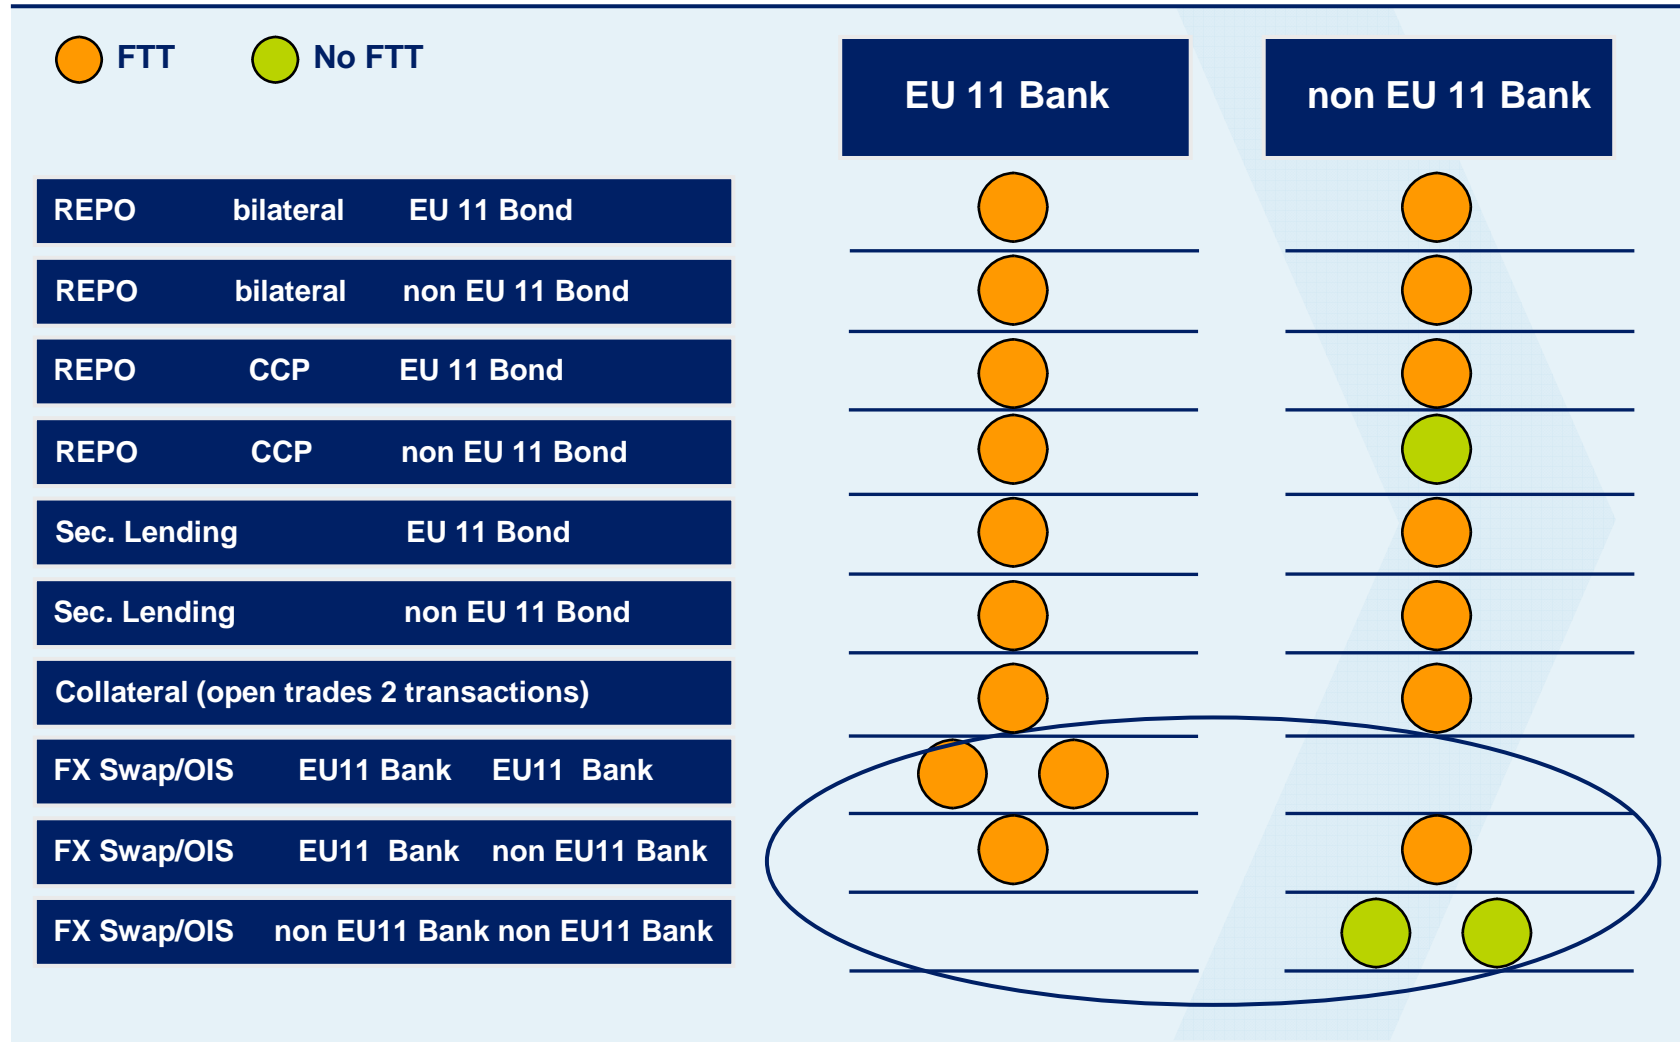 FTT No FTT
EU 11 Bank non EU 11 Bank
REPO bilateral EU 11 Bond
REPO bilateral non EU 11 Bond
REPO CCP EU 11 Bond
REPO CCP non EU 11 Bond
Sec. Lending EU 11 Bond
Sec. Lending non EU 11 Bond
Collateral (open trades 2 transactions)
FX Swap/OIS EU11 Bank EU11 Bank
FX Swap/OIS EU11 Bank non EU11 Bank
FX Swap/OIS non EU11 Bank non EU11 Bank